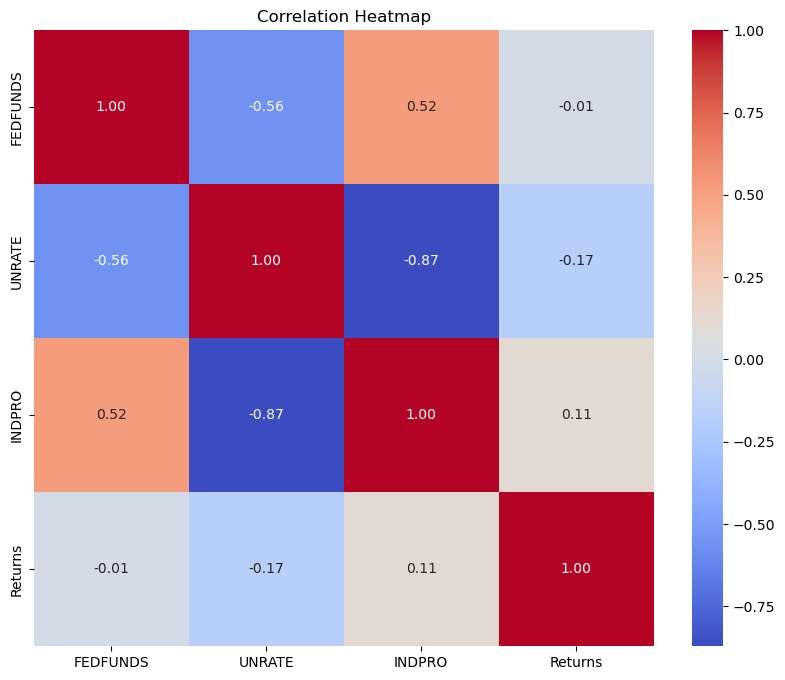 Correlation Heatmap
FEDFUNDS
1.00
-0.56
0.52
-0.01
UNRATE
-0.56
1.00
-0.87
-0.17
INDPRO
0.52
-0.87
1.00
0.11
Returns
-0.01
-0.17
0.11
1.00
FEDFUNDS
UNRATE
INDPRO
Returns
1.00
0.75
0.50
0.25
0.00
−0.25
−0.50
−0.75